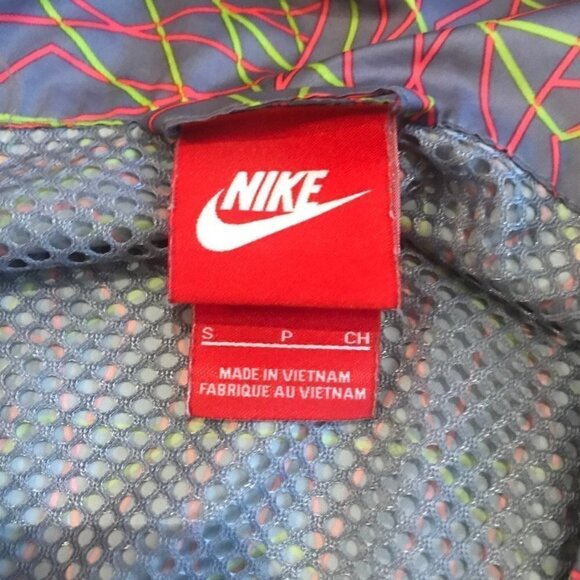 NIKE
S P CH
MADE IN VIETNAM
FABRIQUE AU VIETNAM